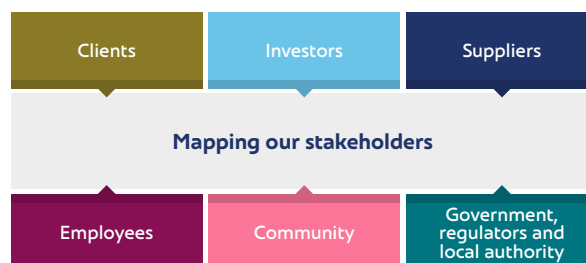 Clients
Investors
Suppliers
Mapping our stakeholders
Employees
Community
Government,
regulators and
local authority